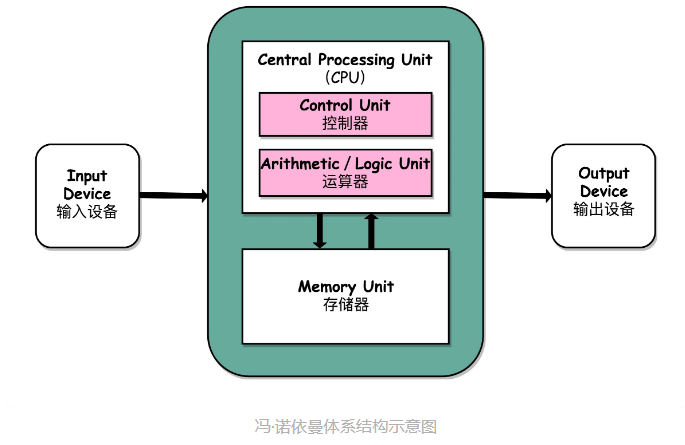 Central Processing Unit
(CPU)
Control Unit
控制器
Arithmetic / Logic Unit
运算器
Input
Device
输入设备
Output
Device
输出设备
Memory Unit
存储器
冯·诺依曼体系结构示意图